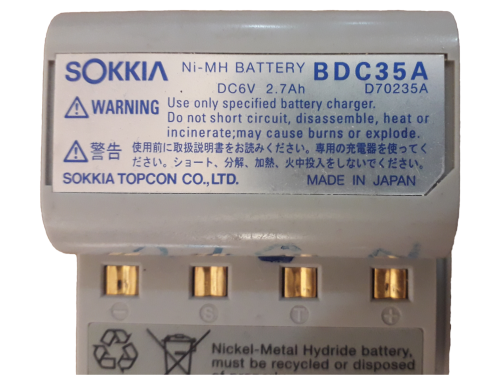 SOKKIA Ni-MH BATTERY BDC35A
DC6V 2.7Ah D70235A
WARNING Use only specified battery charger.
Do not short circuit, disassemble, heat or
incinerate;may cause burns or explode.
警告 使用前に取扱説明書をお読みください。専用の充電器を使ってく
ださい。ショート、分解、加熱、火中投入をしないでください。
SOKKIA TOPCON CO.,LTD. MADE IN JAPAN
− S T +
Nickel-Metal Hydride battery,
must be recycled or disposed